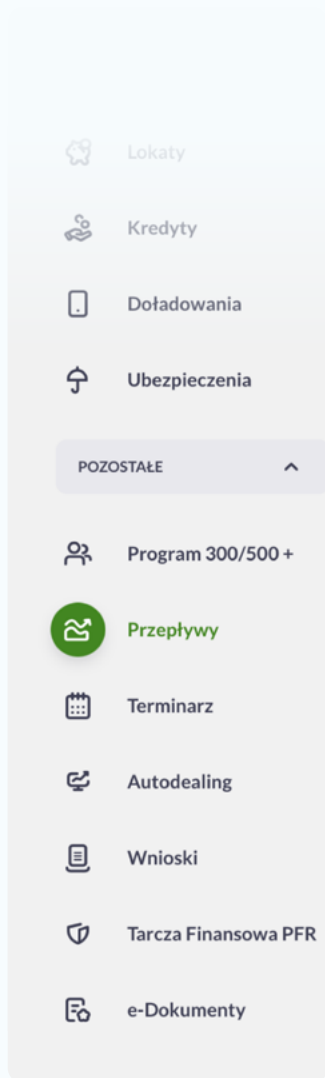 Lokaty
Kredyty
Doładowania
Ubezpieczenia
POZOSTAŁE
Program 300/500 +
Przepływy
Terminarz
Autodealing
Wnioski
Tarcza Finansowa PFR
e-Dokumenty